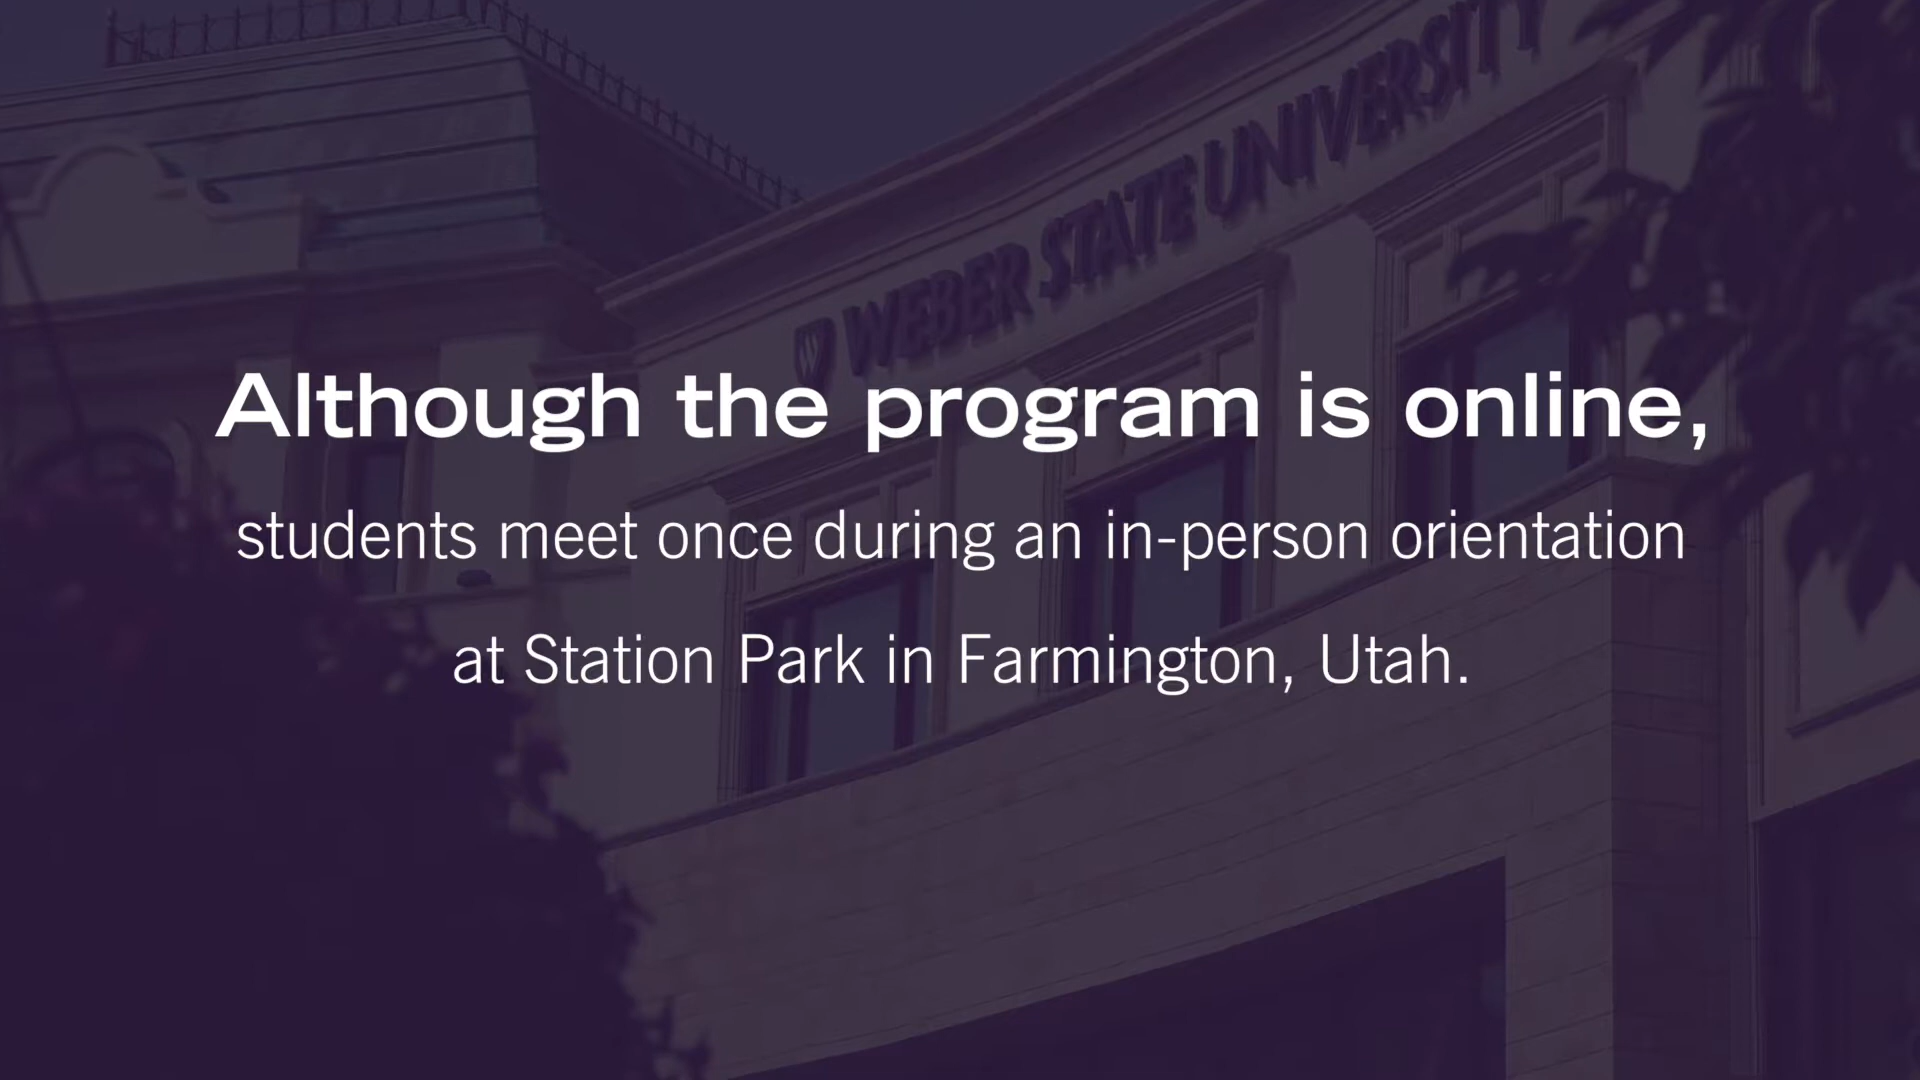 WEBER STATE UNIVERSITY
Although the program is online,
students meet once during an in-person orientation
at Station Park in Farmington, Utah.